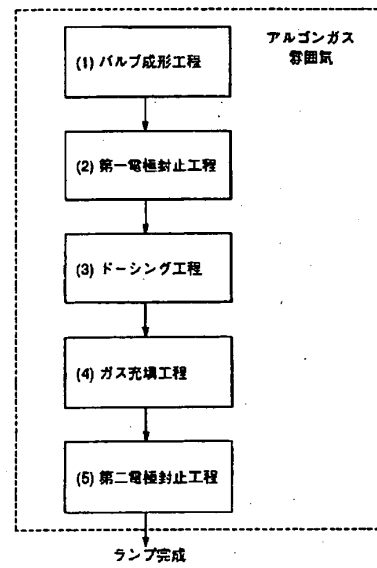 アルゴンガス
雰囲気
(1) バルブ成形工程
(2) 第一電極封止工程
(3) ドーシング工程
(4) ガス充填工程
(5) 第二電極封止工程
ランプ完成